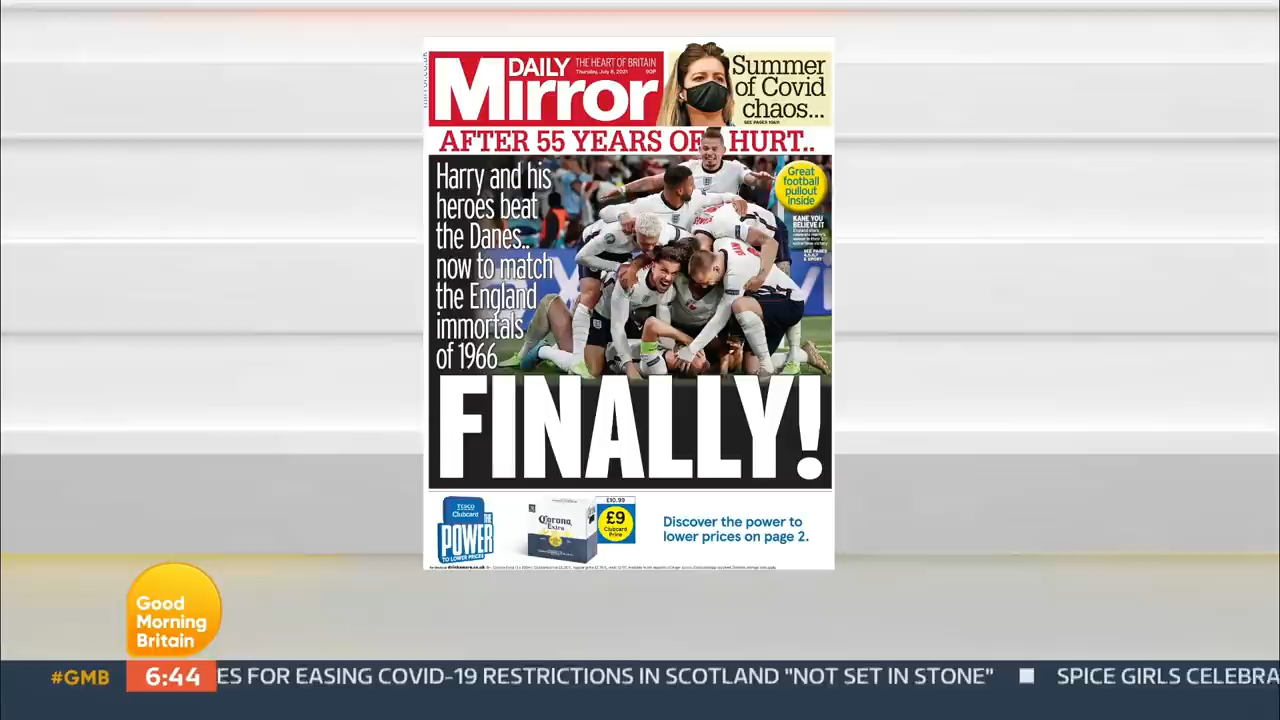 DAILY
Mirror
THE HEART OF BRITAIN
Thursday, July 8, 2021 90P
Summer
of Covid
chaos...
AFTER 55 YEARS OF HURT..
Harry and his
heroes beat
the Danes..
now to match
the England
immortals
of 1966
Great
football
pullout
inside
KANE YOU
BELIEVE IT
FINALLY!
TESCO
Clubcard
THE
POWER
TO LOWER PRICES
Corona
Extra
£10.99
£9
Clubcard
Price
Discover the power to
lower prices on page 2.
Good
Morning
Britain
#GMB
6:44
ES FOR EASING COVID-19 RESTRICTIONS IN SCOTLAND "NOT SET IN STONE" ■ SPICE GIRLS CELEBRA